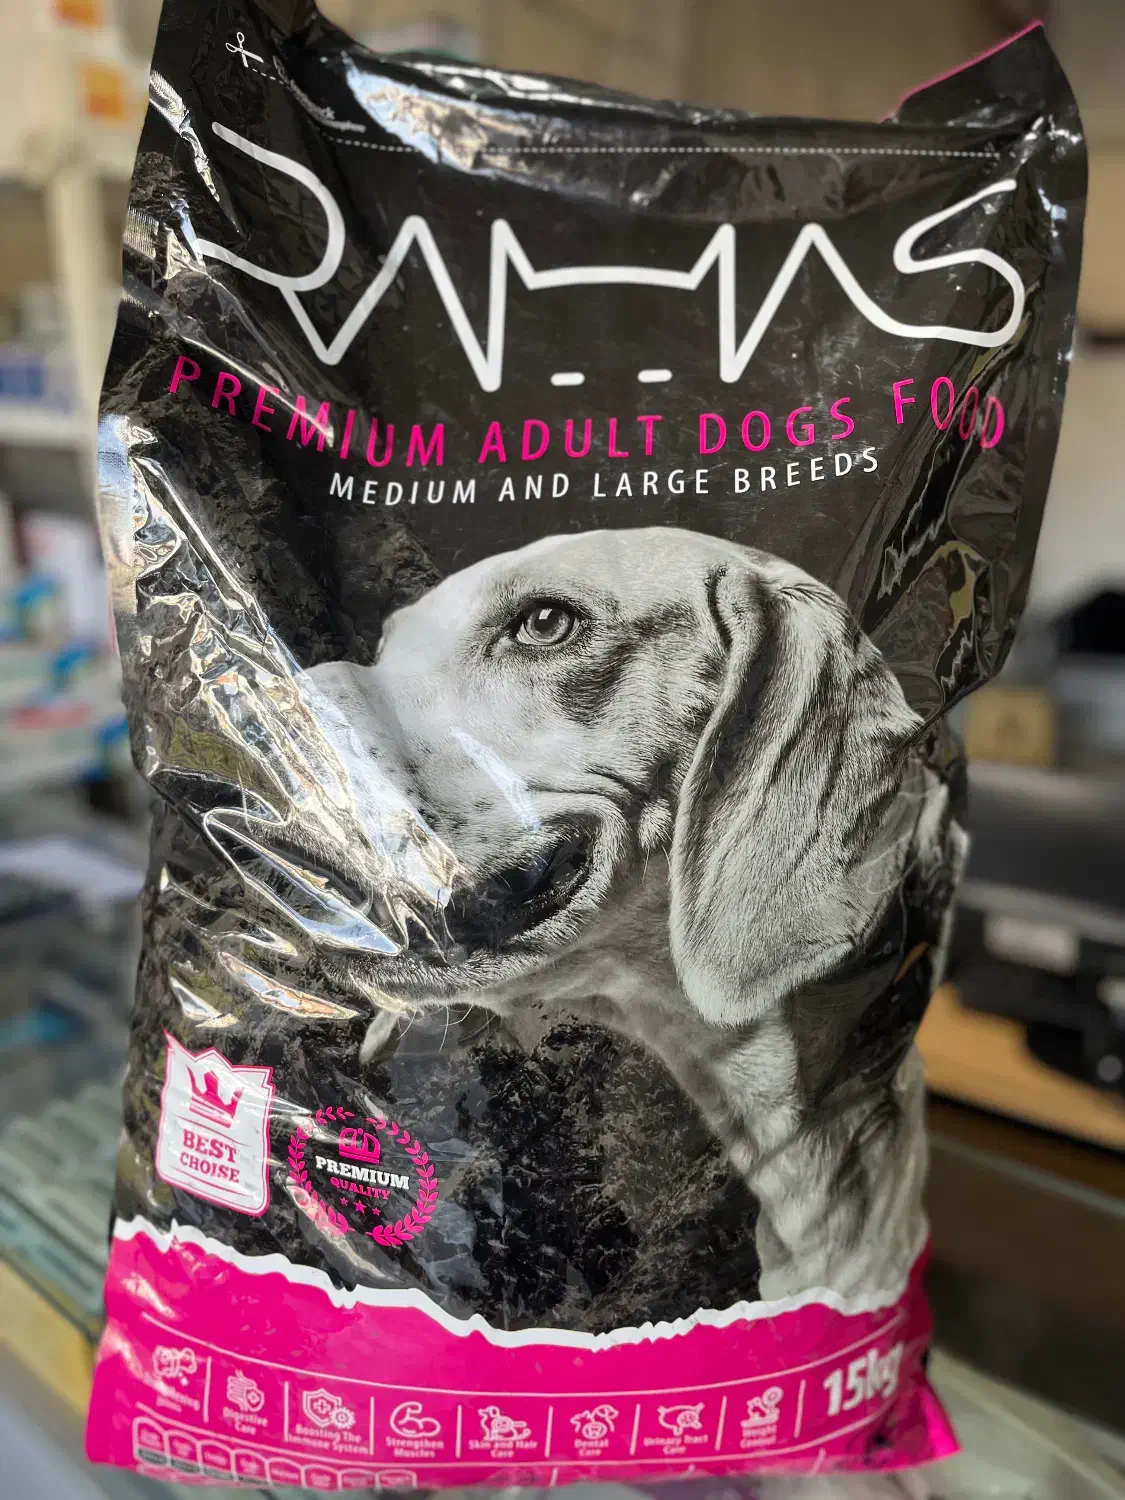 RAMAS
PREMIUM ADULT DOGS FOOD
MEDIUM AND LARGE BREEDS
BEST
CHOISE
PREMIUM
QUALITY
Digestive
Care
Boosting The
Immune System
Strengthen
Muscles
Skin and Hair
Care
Dental
Care
Urinary Tract
Care
Weight
Control
15kg